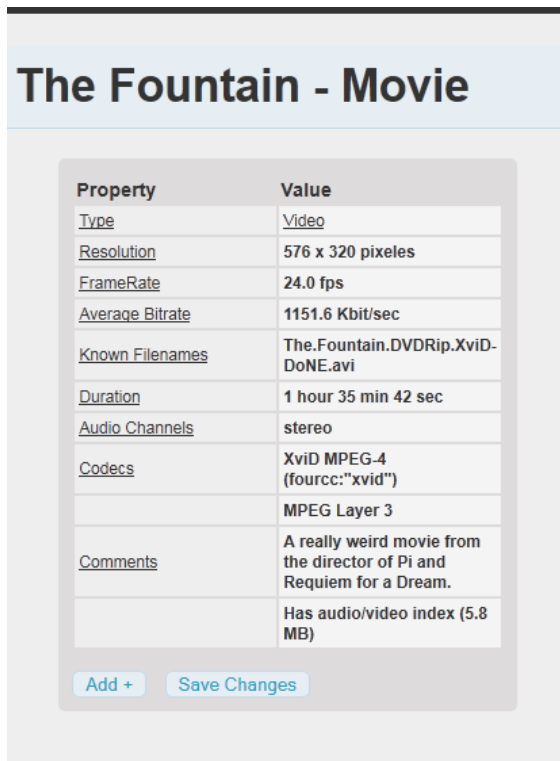 The Fountain - Movie
Property Value
Type Video
Resolution 576 x 320 pixeles
FrameRate 24.0 fps
Average Bitrate 1151.6 Kbit/sec
Known Filenames The.Fountain.DVDRip.XviD-
DoNE.avi
Duration 1 hour 35 min 42 sec
Audio Channels stereo
Codecs XviD MPEG-4
(fourcc:"xvid")
MPEG Layer 3
Comments A really weird movie from
the director of Pi and
Requiem for a Dream.
Has audio/video index (5.8
MB)
Add + Save Changes